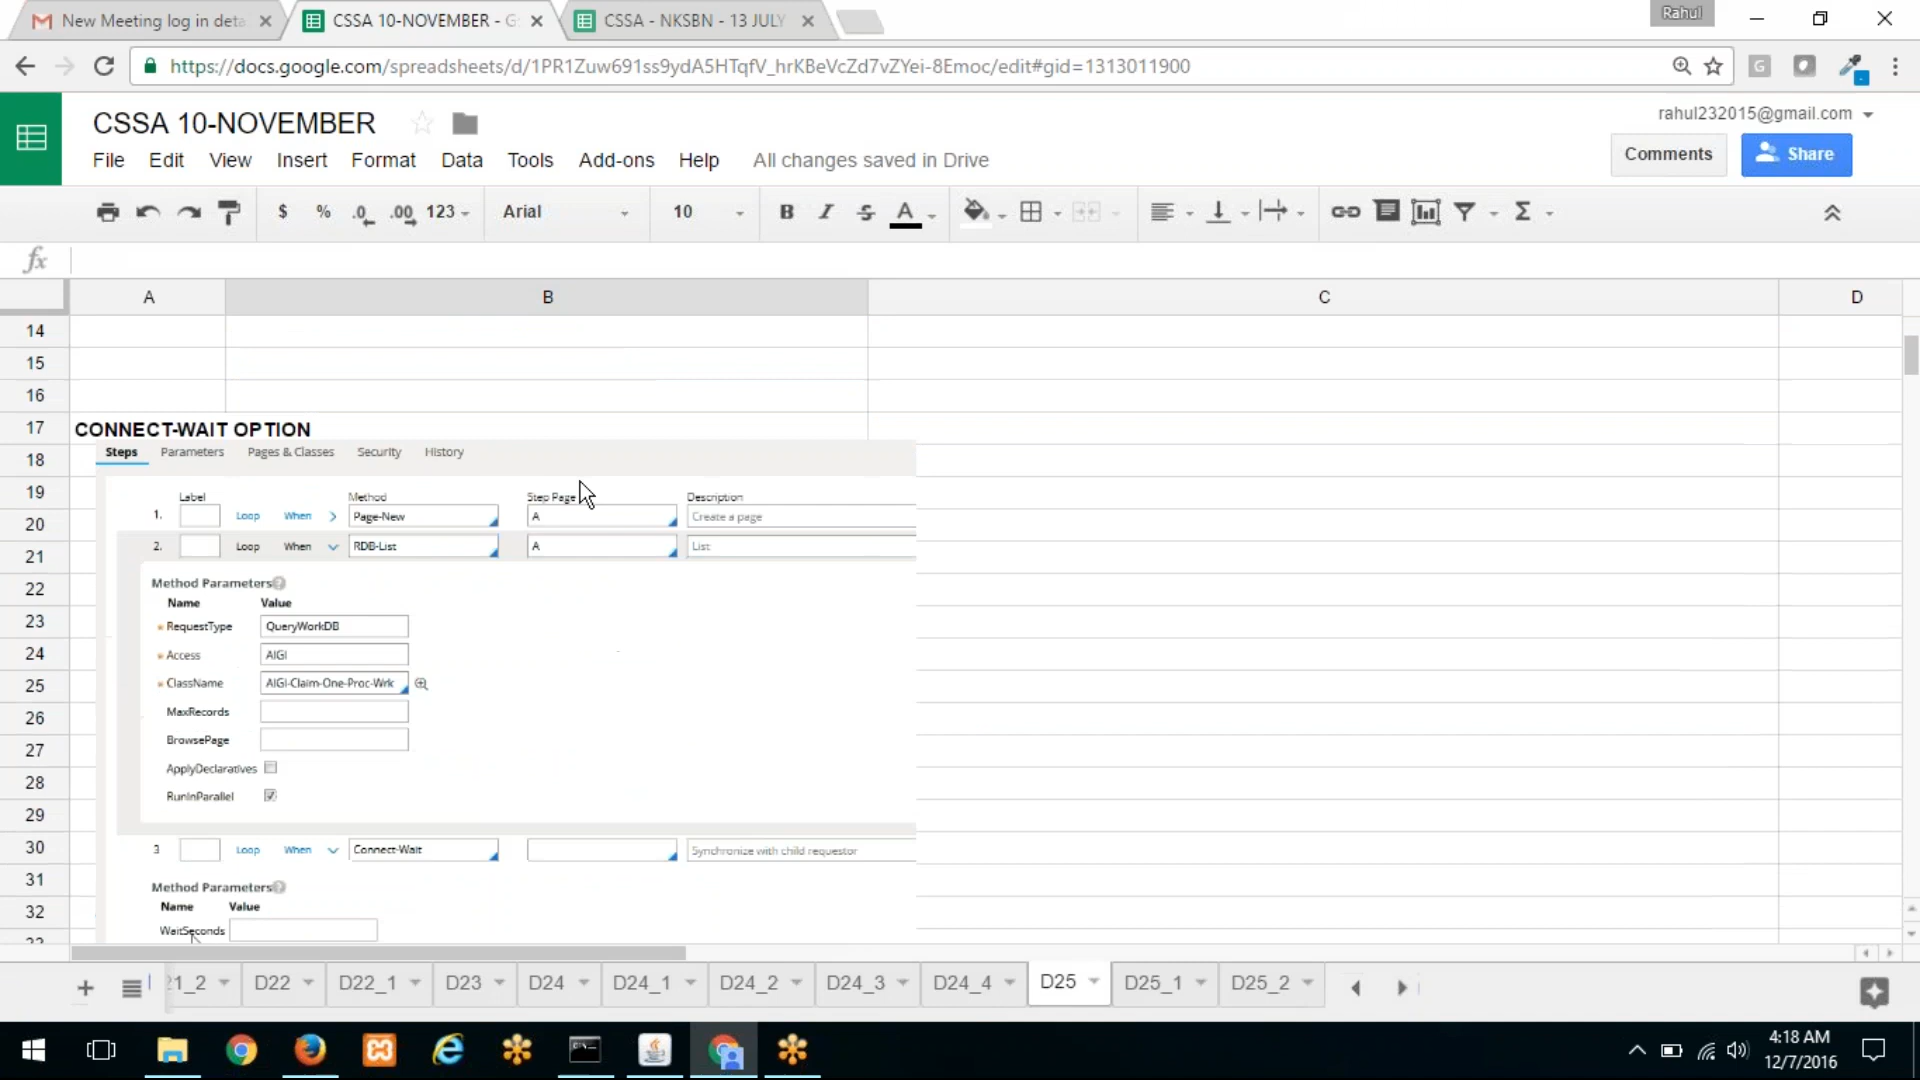 New Meeting log in deta
CSSA 10-NOVEMBER - G
CSSA - NKSBN - 13 JULY
Rahul
https://docs.google.com/spreadsheets/d/1PR1Zuw691ss9ydA5HTqfV_hrKBeVcZd7vZYei-8Emoc/edit#gid=1313011900
CSSA 10-NOVEMBER
rahul232015@gmail.com
File Edit View Insert Format Data Tools Add-ons Help All changes saved in Drive
Comments Share
$ % .0 .00 123 Arial 10 B I S A Σ
fx
A B C D
14
15
16
17 CONNECT-WAIT OPTION
18 Steps Parameters Pages & Classes Security History
19 Label Method Step Page Description
20 1. Loop When Page-New A Create a page
21 2. Loop When RDB-List A List
22 Method Parameters
Name Value
23 RequestType QueryWorkDB
24 Access AIGI
25 ClassName AIGI-Claim-One-Proc-Wrk
26 MaxRecords
27 BrowsePage
28 ApplyDeclaratives
29 RunInParallel
30 3 Loop When Connect-Wait Synchronize with child requestor
31 Method Parameters
32 Name Value
33 WaitSeconds
21_2 D22 D22_1 D23 D24 D24_1 D24_2 D24_3 D24_4 D25 D25_1 D25_2
4:18 AM
12/7/2016